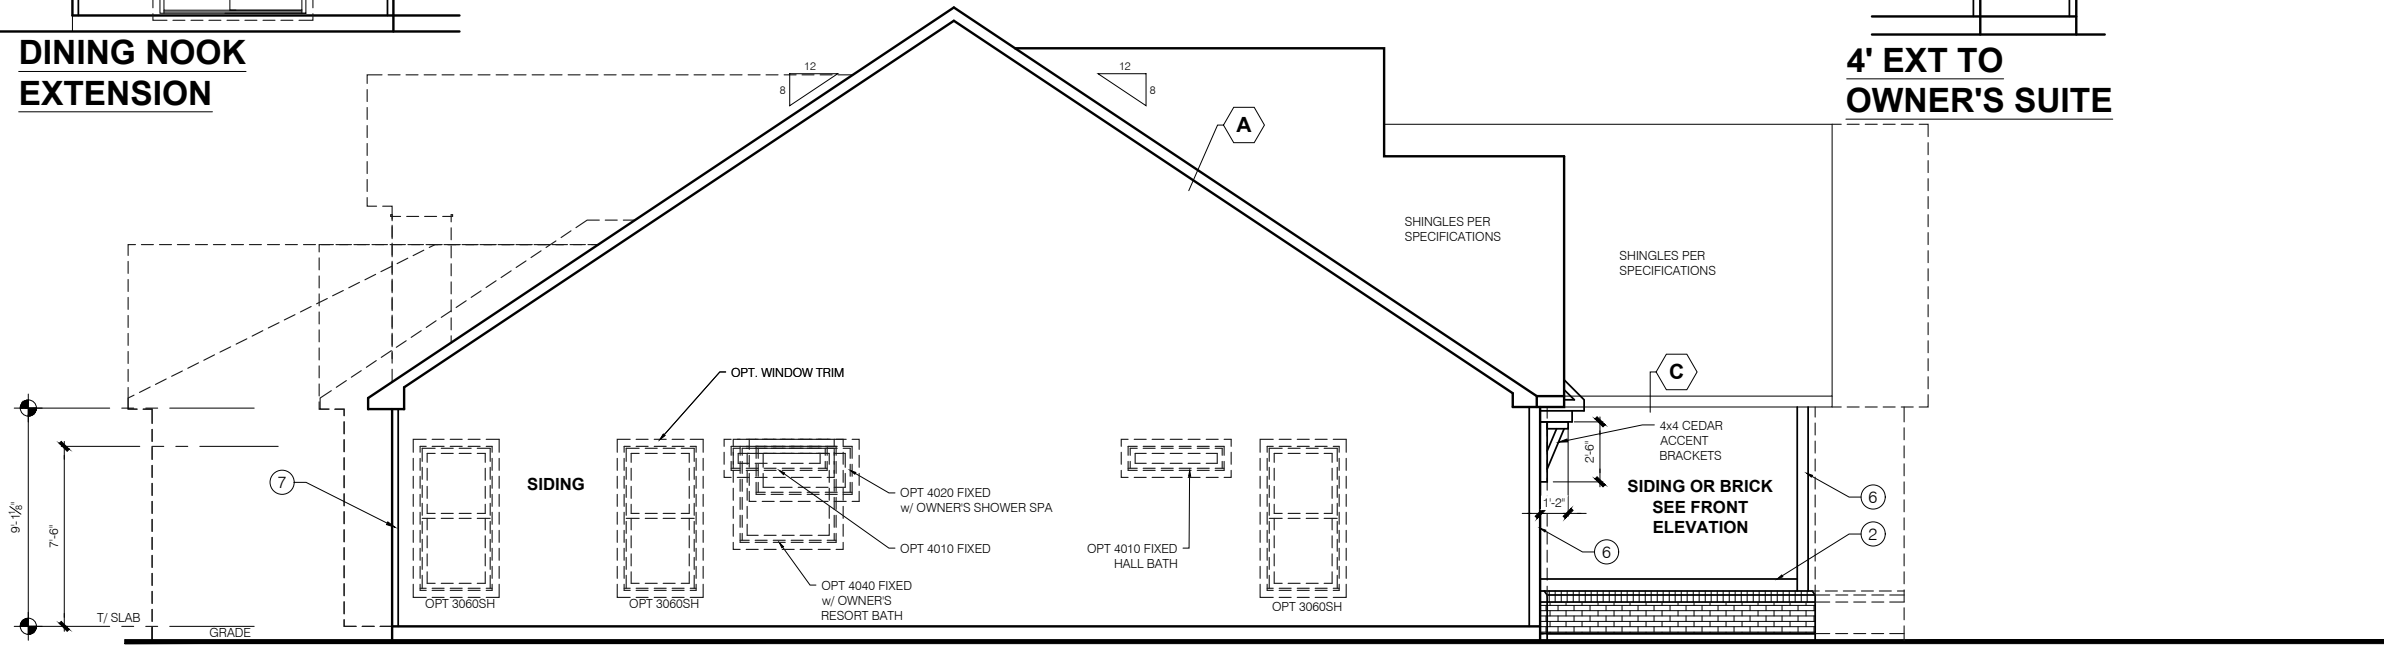 DINING NOOK
EXTENSION
4' EXT TO
OWNER'S SUITE
12
8
12
8
A
SHINGLES PER
SPECIFICATIONS
SHINGLES PER
SPECIFICATIONS
OPT. WINDOW TRIM
C
4x4 CEDAR
ACCENT
BRACKETS
2'-6"
1'-2"
7
SIDING
OPT 4020 FIXED
w/ OWNER'S SHOWER SPA
OPT 4010 FIXED
OPT 4040 FIXED
w/ OWNER'S
RESORT BATH
OPT 4010 FIXED
HALL BATH
SIDING OR BRICK
SEE FRONT
ELEVATION
6
6
2
9'-1⅛"
7'-6"
OPT 3060SH
OPT 3060SH
OPT 3060SH
T/ SLAB
GRADE